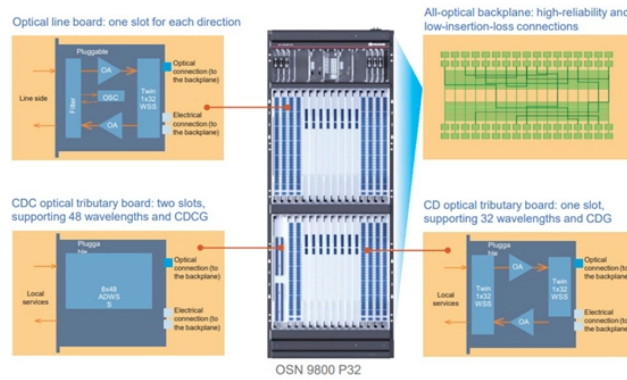 Optical line board: one slot for each direction
Pluggable
OA
Filter
OSC
Twin
1x32
WSS
OA
Line side
Optical
connection (to
the backplane)
Electrical
connection (to
the backplane)
All-optical backplane: high-reliability and
low-insertion-loss connections
CDC optical tributary board: two slots,
supporting 48 wavelengths and CDCG
Plugga
ble
8x48
ADWS
S
Local
services
Optical
connection (to
the backplane)
Electrical
connection (to
the backplane)
CD optical tributary board: one slot,
supporting 32 wavelengths and CDG
Plugga
ble
OA
Twin
1x32
WSS
Twin
1x32
WSS
OA
Local
services
Optical
connection (to
the backplane)
Electrical
connection (to
the backplane)
OSN 9800 P32